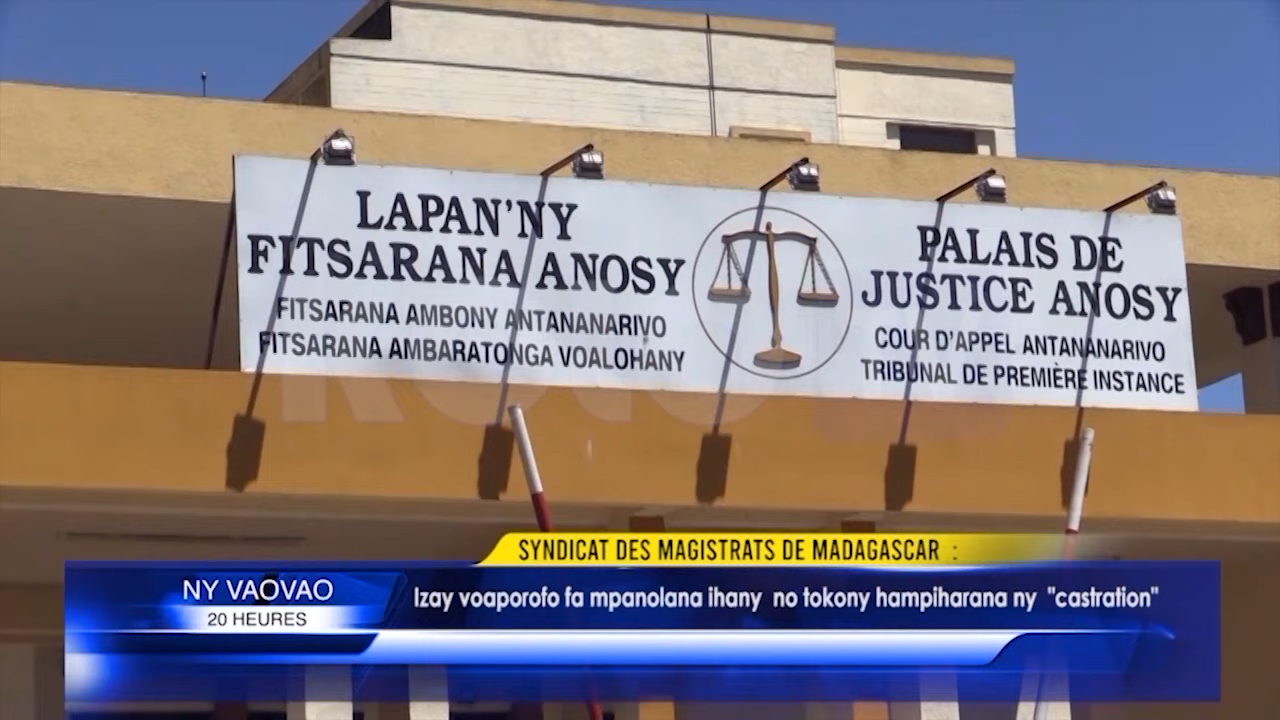 LAPAN'NY
FITSARANA ANOSY
FITSARANA AMBONY ANTANANARIVO
FITSARANA AMBARATONGA VOALOHANY
PALAIS DE
JUSTICE ANOSY
COUR D'APPEL ANTANANARIVO
TRIBUNAL DE PREMIÈRE INSTANCE
SYNDICAT DES MAGISTRATS DE MADAGASCAR :
NY VAOVAO
20 HEURES
Izay voaporofo fa mpanolana ihany no tokony hampiharana ny "castration"